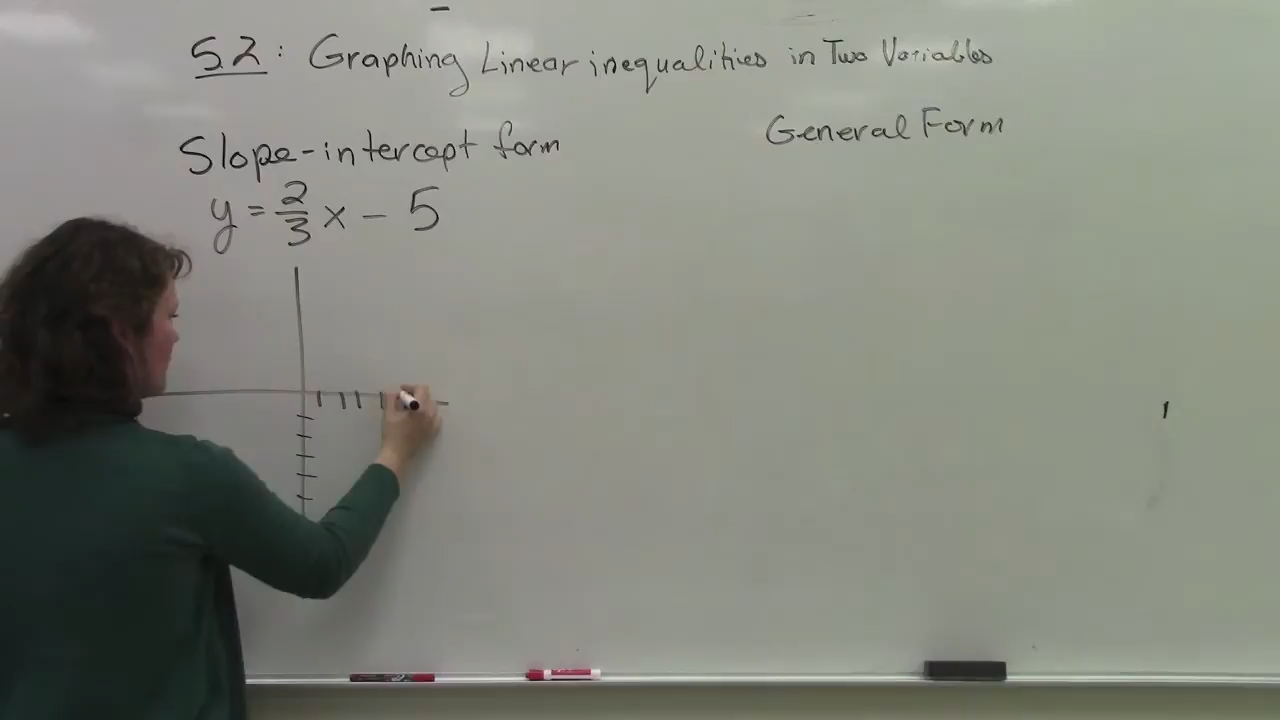 5.2: Graphing Linear inequalities in Two Variables
Slope-intercept form
y = 2/3 x - 5
General Form